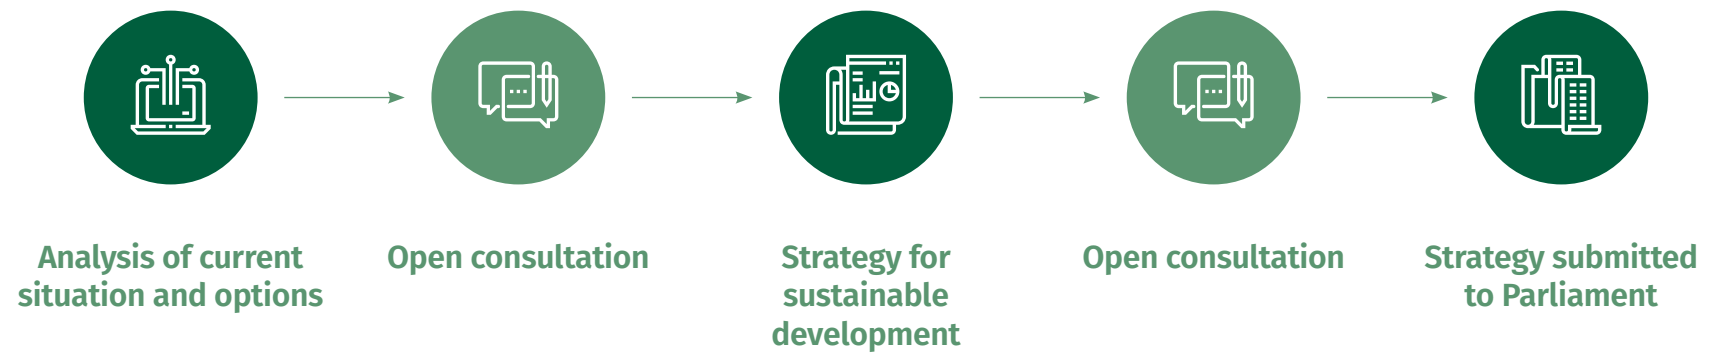 Analysis of current
situation and options
Open consultation
Strategy for
sustainable
development
Open consultation
Strategy submitted
to Parliament